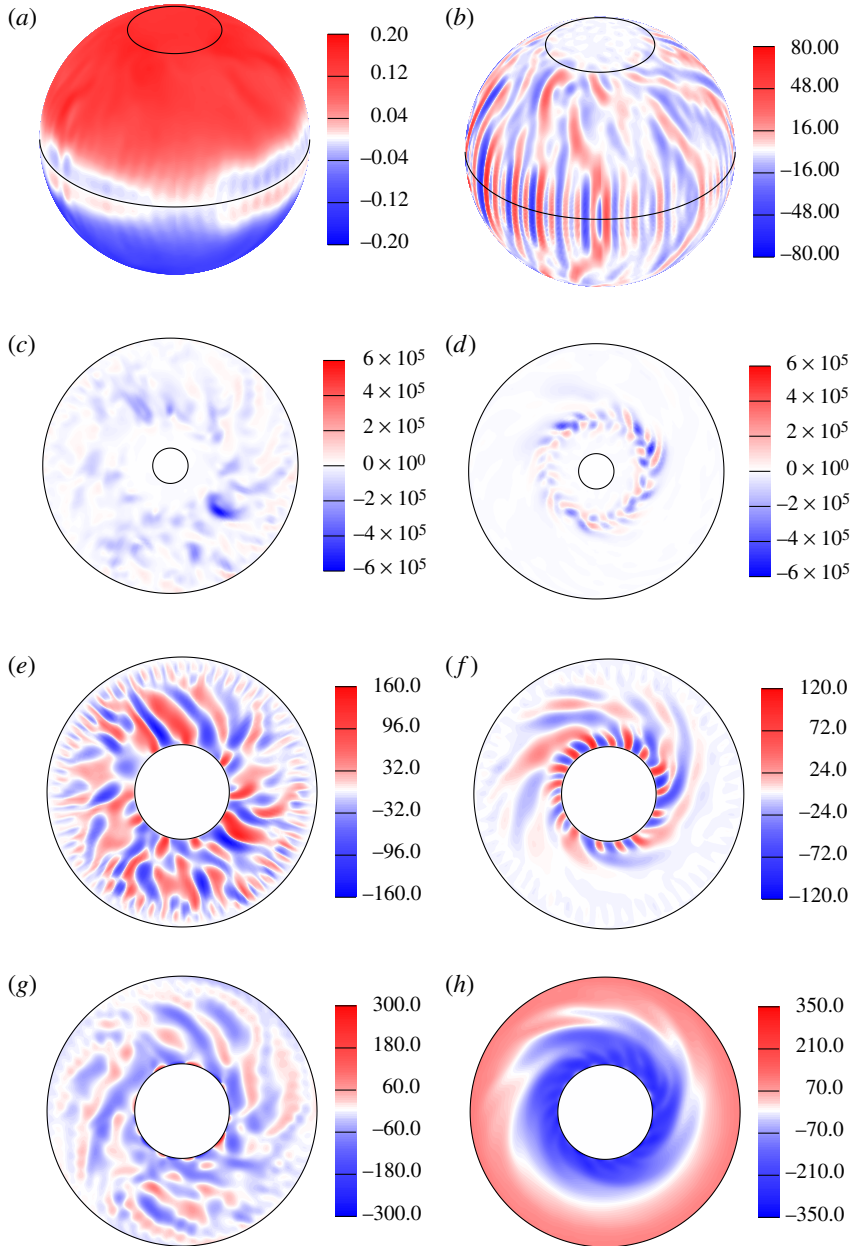 (a)
0.20
0.12
0.04
–0.04
–0.12
–0.20
(b)
80.00
48.00
16.00
–16.00
–48.00
–80.00
(c)
6 × 10⁵
4 × 10⁵
2 × 10⁵
0 × 10⁰
–2 × 10⁵
–4 × 10⁵
–6 × 10⁵
(d)
6 × 10⁵
4 × 10⁵
2 × 10⁵
0 × 10⁰
–2 × 10⁵
–4 × 10⁵
–6 × 10⁵
(e)
160.0
96.0
32.0
–32.0
–96.0
–160.0
(f)
120.0
72.0
24.0
–24.0
–72.0
–120.0
(g)
300.0
180.0
60.0
–60.0
–180.0
–300.0
(h)
350.0
210.0
70.0
–70.0
–210.0
–350.0